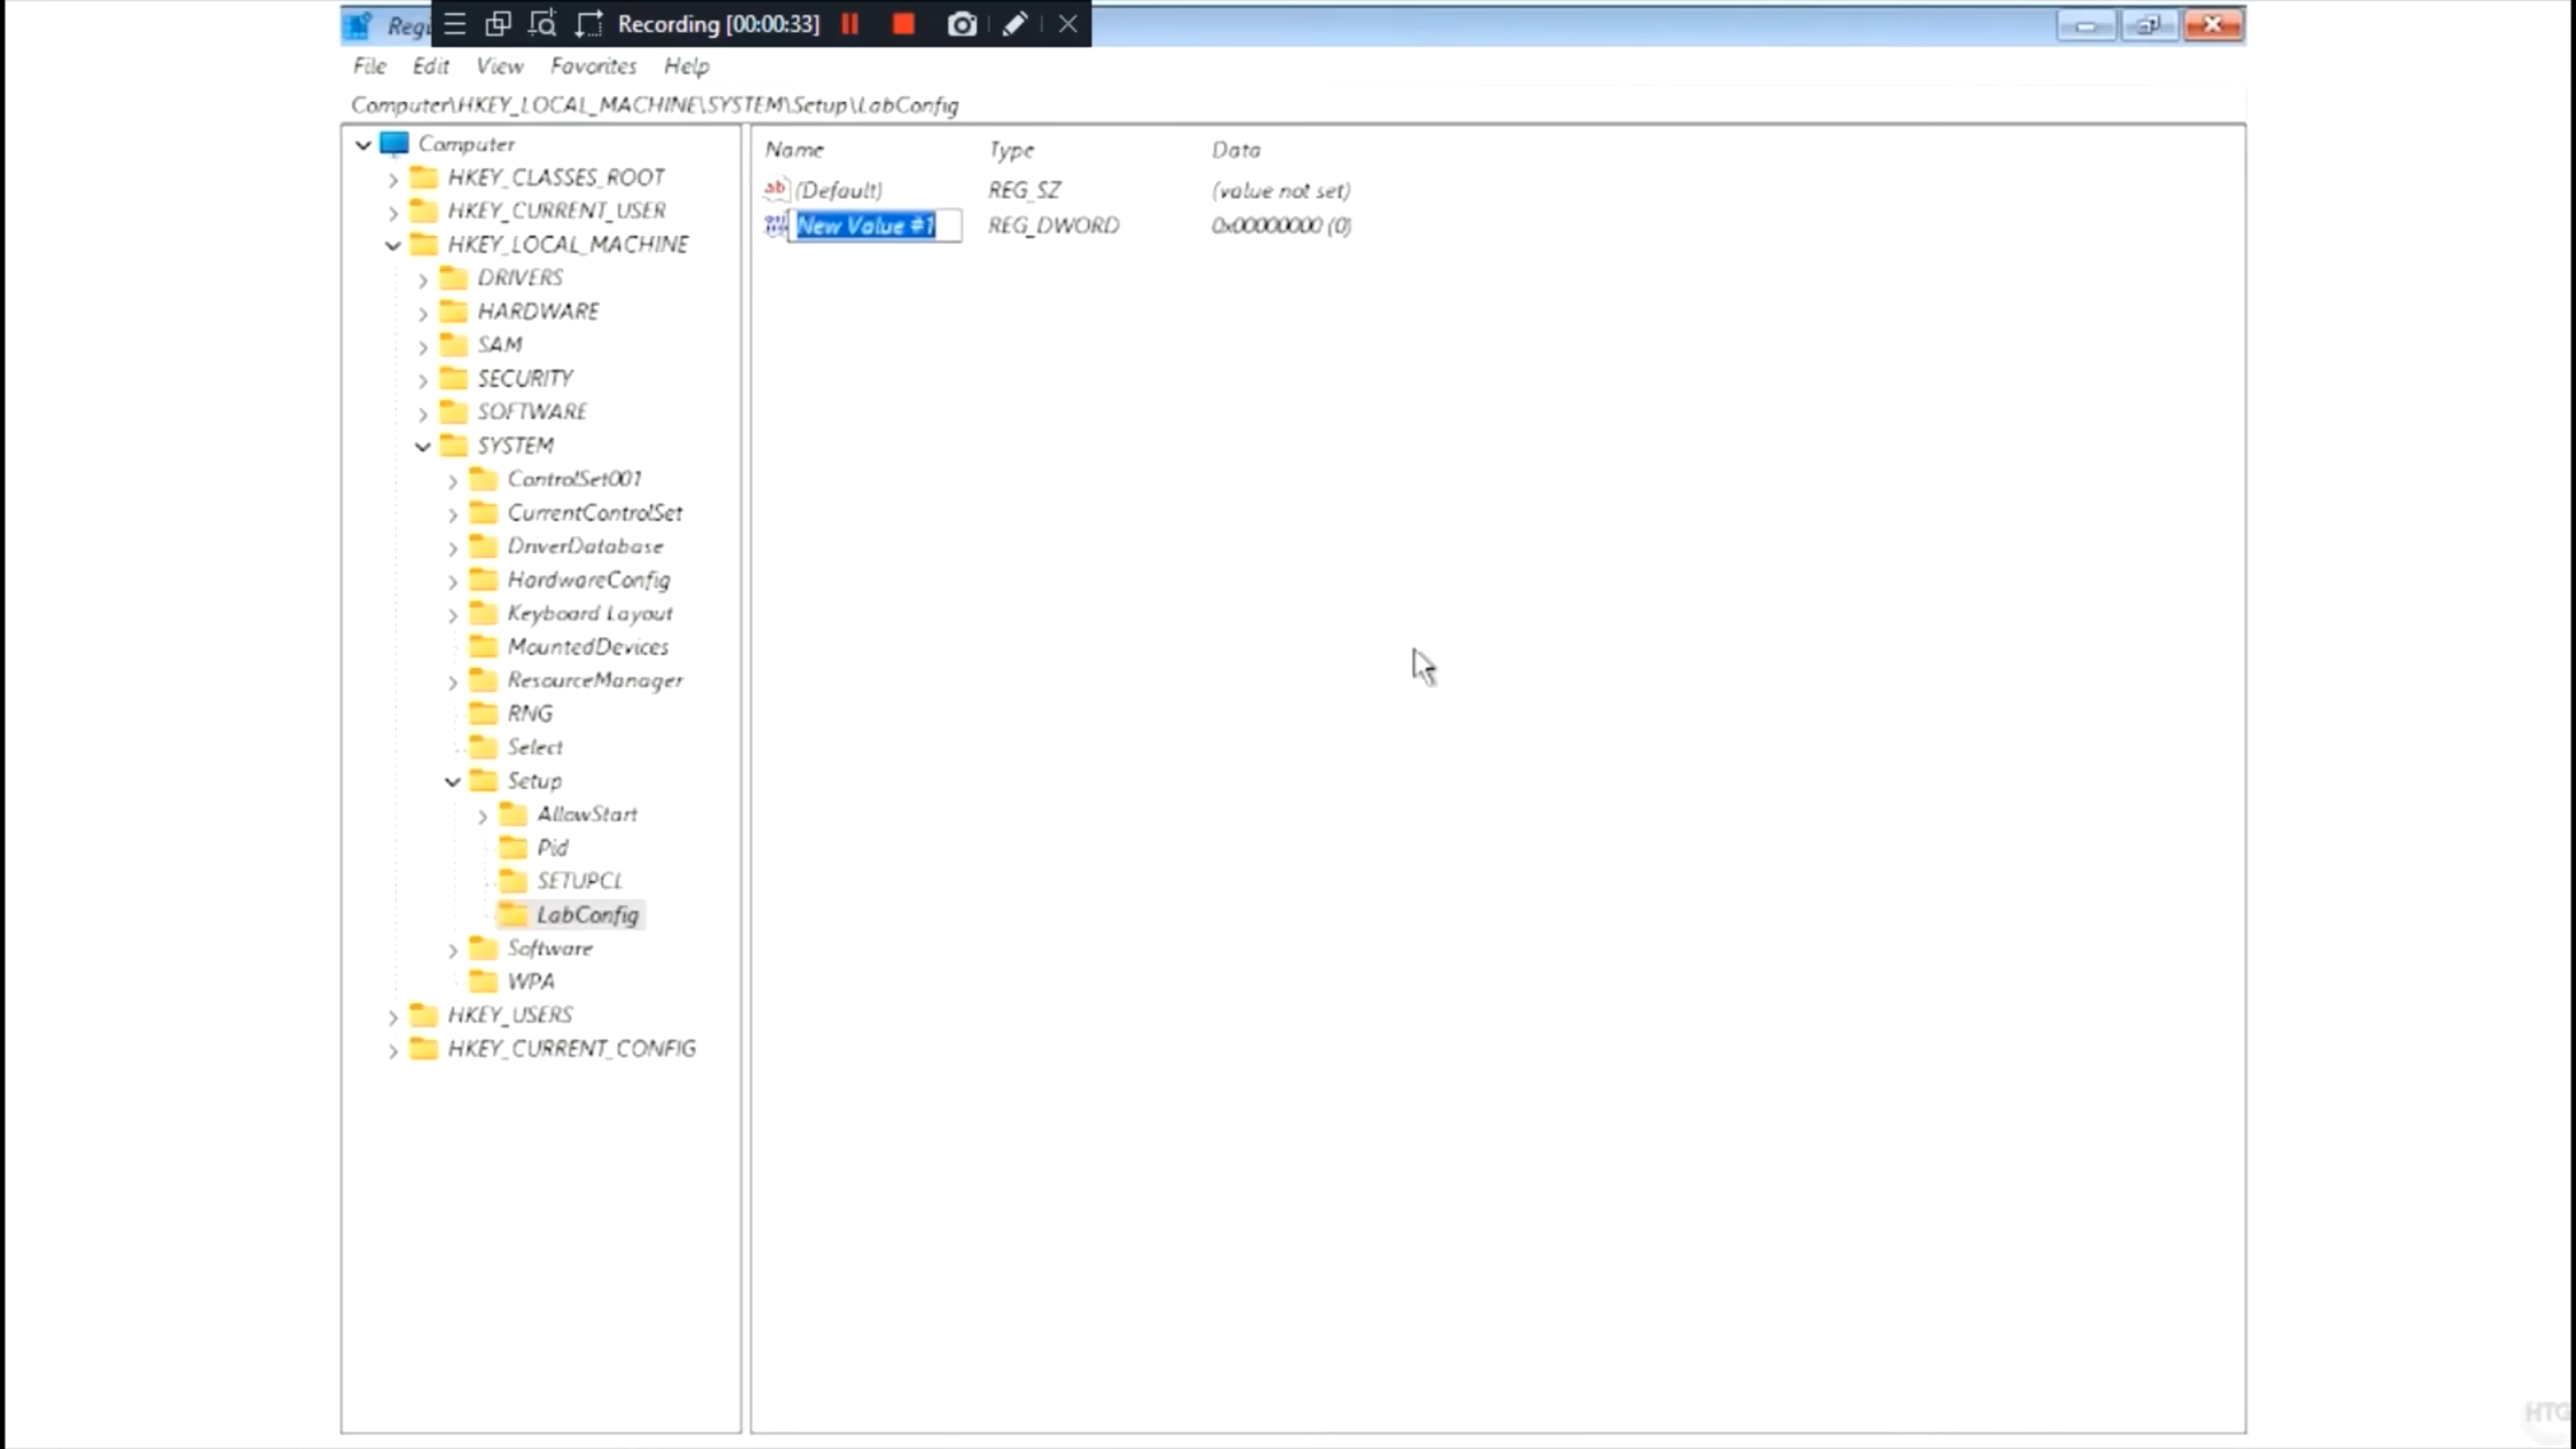 Regi
Recording [00:00:33]
File Edit View Favorites Help
Computer\HKEY_LOCAL_MACHINE\SYSTEM\Setup\LabConfig
Computer
HKEY_CLASSES_ROOT
HKEY_CURRENT_USER
HKEY_LOCAL_MACHINE
DRIVERS
HARDWARE
SAM
SECURITY
SOFTWARE
SYSTEM
ControlSet001
CurrentControlSet
DriverDatabase
HardwareConfig
Keyboard Layout
MountedDevices
ResourceManager
RNG
Select
Setup
AllowStart
Pid
SETUPCL
LabConfig
Software
WPA
HKEY_USERS
HKEY_CURRENT_CONFIG
Name Type Data
ab (Default) REG_SZ (value not set)
New Value #1 REG_DWORD 0x00000000 (0)
HTG